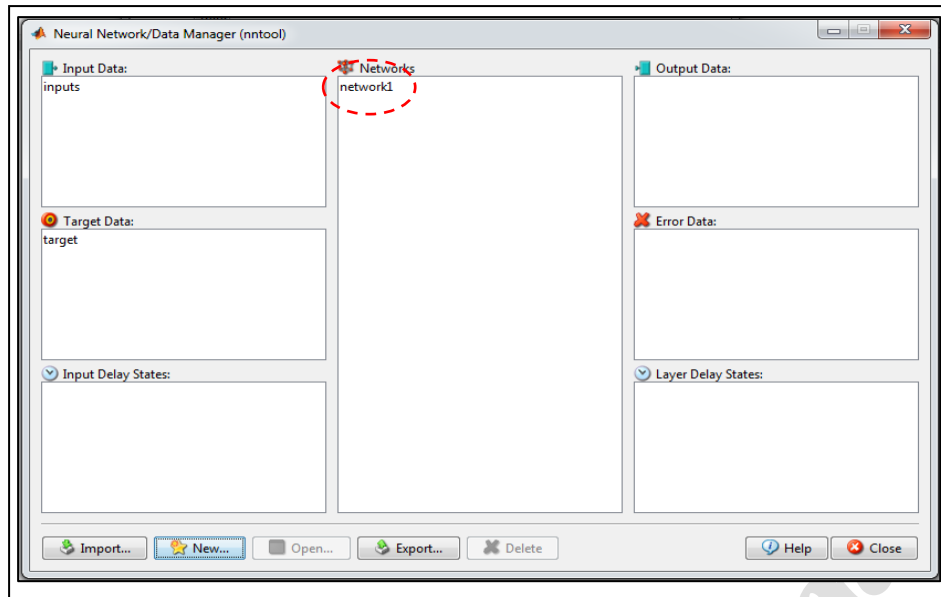 Neural Network/Data Manager (nntool)
Input Data:
inputs
Networks
network1
Output Data:
Target Data:
target
Error Data:
Input Delay States:
Layer Delay States:
Import...
New...
Open...
Export...
Delete
Help
Close